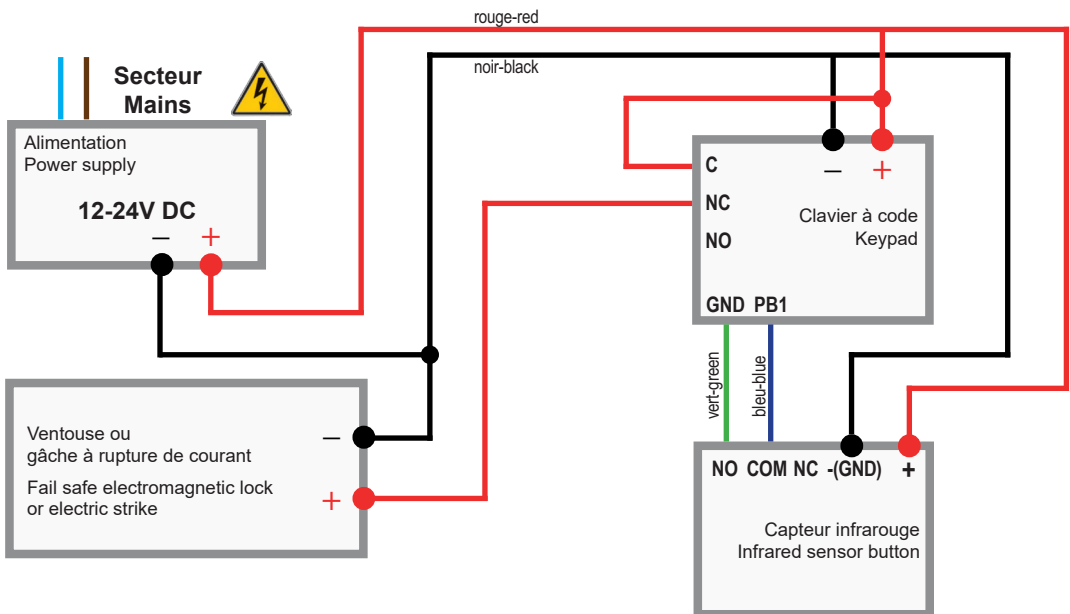 rouge-red
noir-black
Secteur
Mains
Alimentation
Power supply
12-24V DC
– +
C
NC
NO
– +
Clavier à code
Keypad
GND PB1
vert-green
bleu-blue
Ventouse ou
gâche à rupture de courant
Fail safe electromagnetic lock
or electric strike
–
+
NO COM NC -(GND) +
Capteur infrarouge
Infrared sensor button